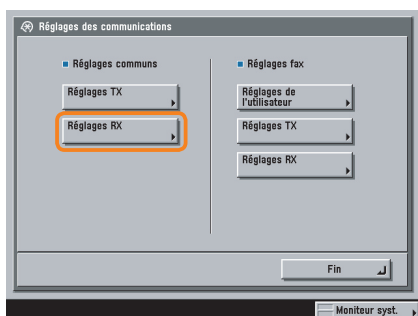 Réglages des communications
Réglages communs
Réglages TX
Réglages RX
Réglages fax
Réglages de
l'utilisateur
Réglages TX
Réglages RX
Fin
Moniteur syst.